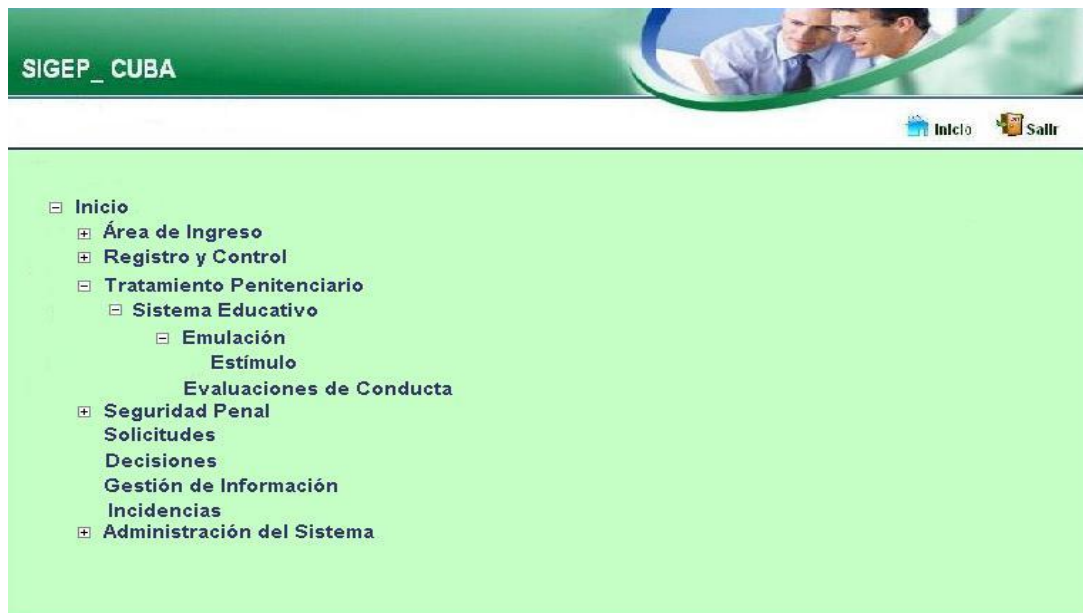 SIGEP_ CUBA
Inicio Salir
Inicio
Área de Ingreso
Registro y Control
Tratamiento Penitenciario
Sistema Educativo
Emulación
Estímulo
Evaluaciones de Conducta
Seguridad Penal
Solicitudes
Decisiones
Gestión de Información
Incidencias
Administración del Sistema